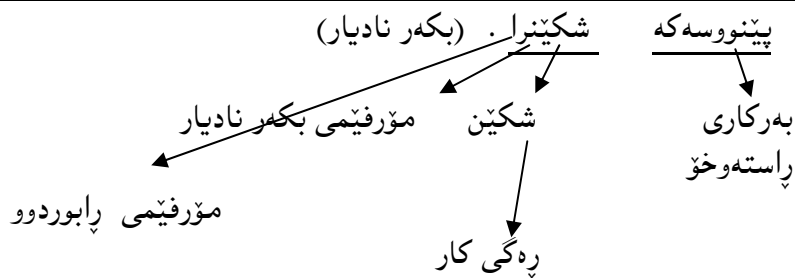 پێنووسەکە شکێنرا . (بکەر نادیار)
بەرکاری شکێن مۆرفێمی بکەر نادیار
ڕاستەوخۆ
مۆرفێمی ڕابوردوو
ڕەگی کار